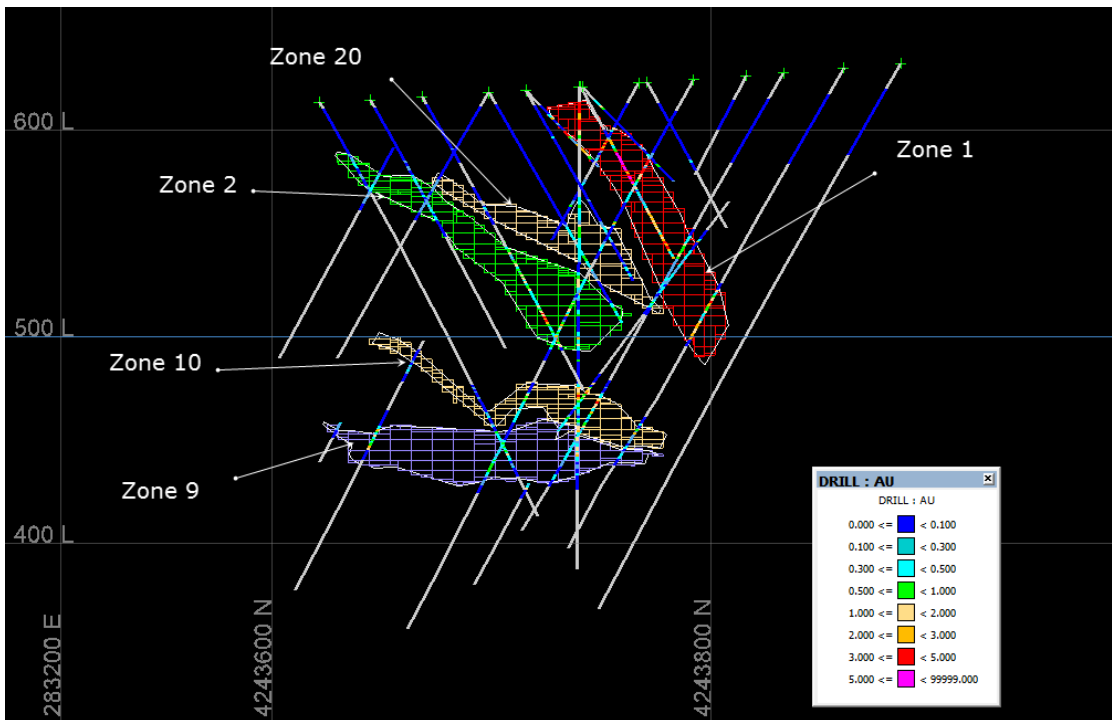 Zone 20
600 L
Zone 1
Zone 2
500 L
Zone 10
Zone 9
400 L
283200 E
4243600 N
4243800 N
DRILL : AU
DRILL : AU
0.000 <= < 0.100
0.100 <= < 0.300
0.300 <= < 0.500
0.500 <= < 1.000
1.000 <= < 2.000
2.000 <= < 3.000
3.000 <= < 5.000
5.000 <= < 99999.000